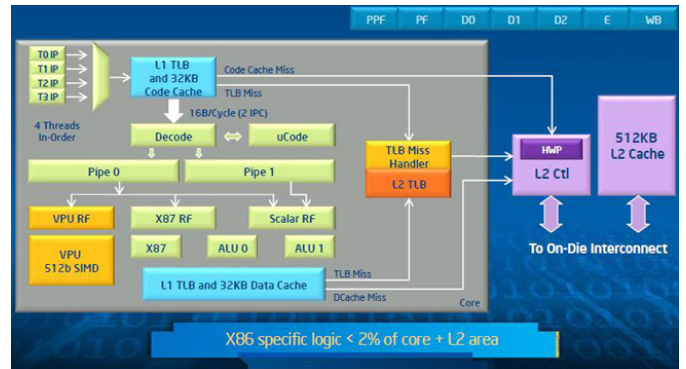 PPF PF D0 D1 D2 E WB
T0 IP
T1 IP
T2 IP
T3 IP
4 Threads
In-Order
L1 TLB
and 32KB
Code Cache
Code Cache Miss
TLB Miss
16B/Cycle (2 IPC)
Decode
uCode
Pipe 0
Pipe 1
VPU RF
X87 RF
Scalar RF
VPU
512b SIMD
X87
ALU 0
ALU 1
L1 TLB and 32KB Data Cache
TLB Miss
DCache Miss
Core
TLB Miss
Handler
L2 TLB
HWP
L2 Ctl
512KB
L2 Cache
To On-Die Interconnect
X86 specific logic < 2% of core + L2 area